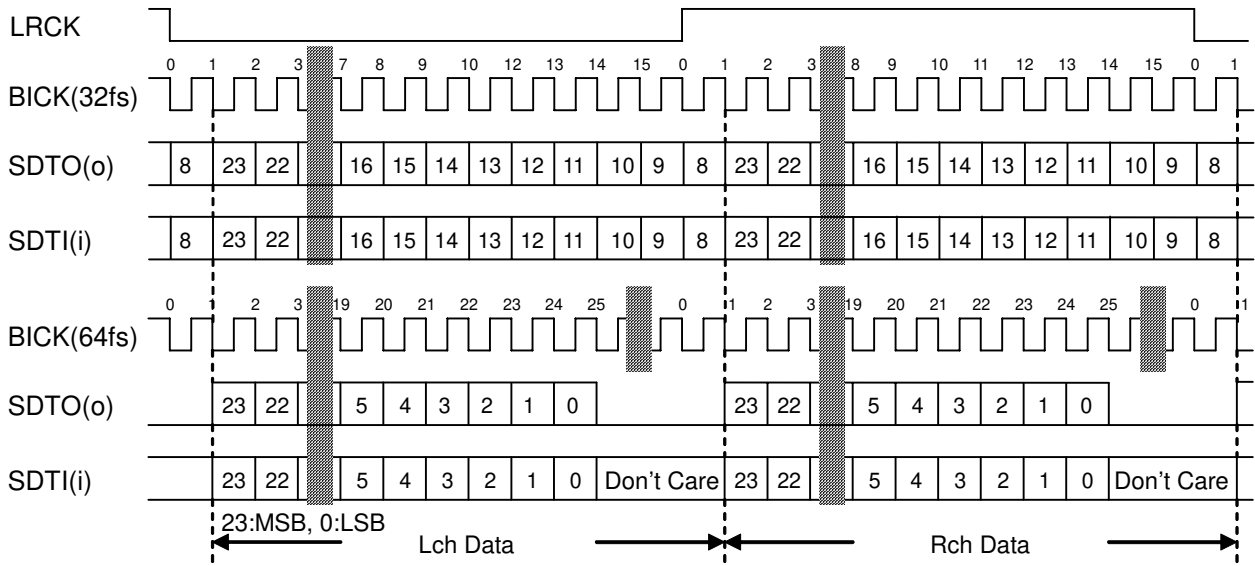 LRCK
0 1 2 3 7 8 9 10 12 13 14 15 0 1 2 3 8 9 10 11 12 13 14 15 0 1
BICK(32fs)
SDTO(o) 8 23 22 16 15 14 13 12 11 10 9 8 23 22 16 15 14 13 12 11 10 9 8
SDTI(i) 8 23 22 16 15 14 13 12 11 10 9 8 23 22 16 15 14 13 12 11 10 9 8
0 1 2 3 19 20 21 22 23 24 25 0 1 2 3 19 20 21 22 23 24 25 0 1
BICK(64fs)
SDTO(o) 23 22 5 4 3 2 1 0 23 22 5 4 3 2 1 0
SDTI(i) 23 22 5 4 3 2 1 0 Don't Care 23 22 5 4 3 2 1 0 Don't Care
23:MSB, 0:LSB
Lch Data Rch Data